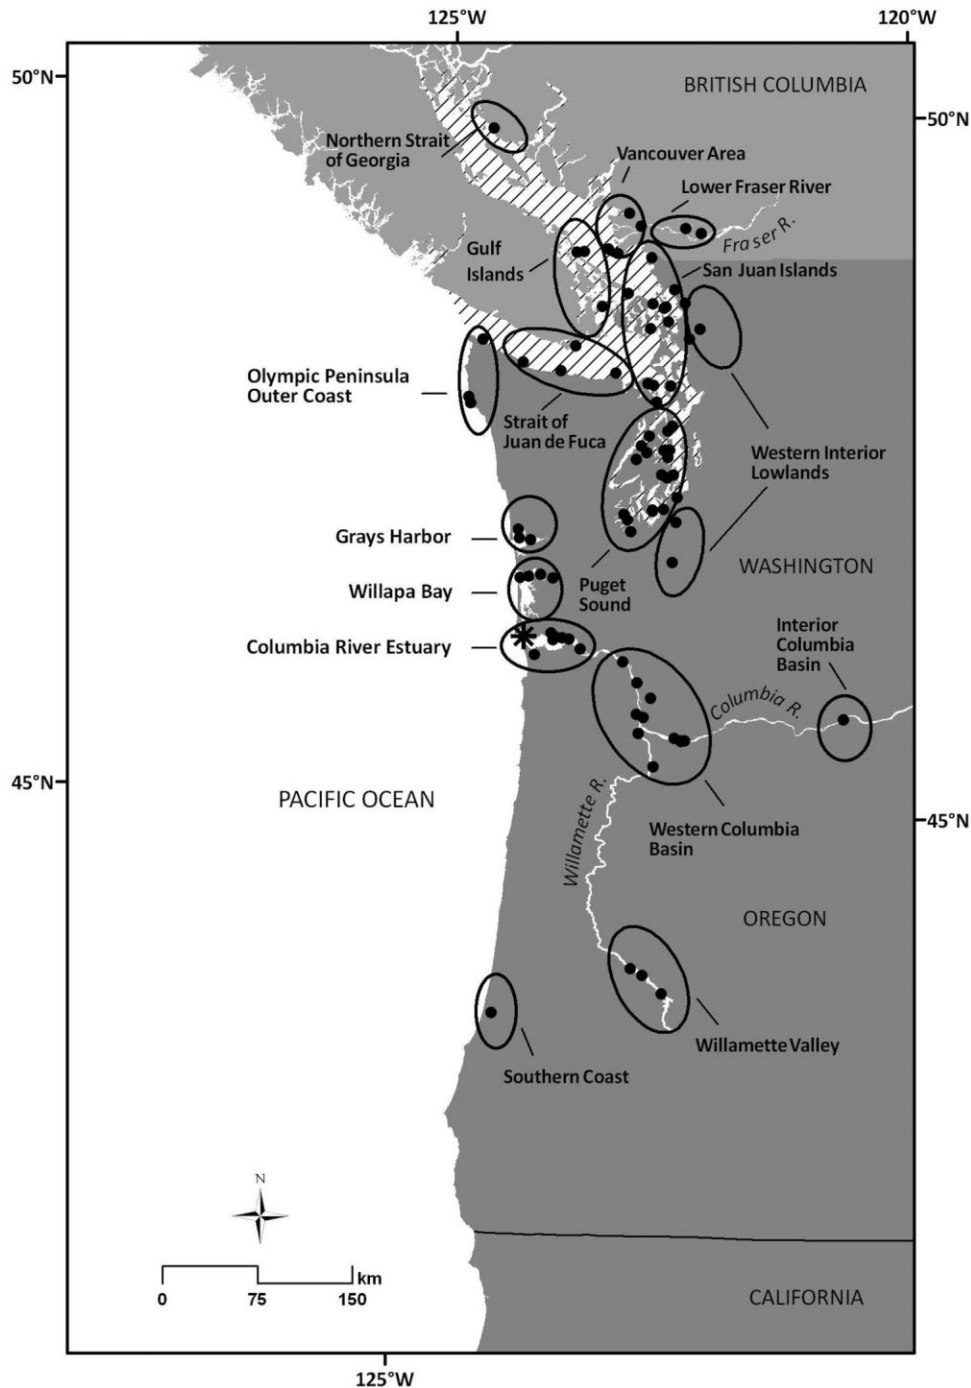 125°W
120°W
50°N
BRITISH COLUMBIA
50°N
Northern Strait
of Georgia
Vancouver Area
Lower Fraser River
Fraser R.
Gulf
Islands
San Juan Islands
Olympic Peninsula
Outer Coast
Strait of
Juan de Fuca
Western Interior
Lowlands
Grays Harbor
WASHINGTON
Willapa Bay
Puget
Sound
Interior
Columbia
Basin
Columbia River Estuary
Columbia R.
45°N
PACIFIC OCEAN
Willamette R.
45°N
Western Columbia
Basin
OREGON
Willamette Valley
Southern Coast
N
km
0 75 150
CALIFORNIA
125°W